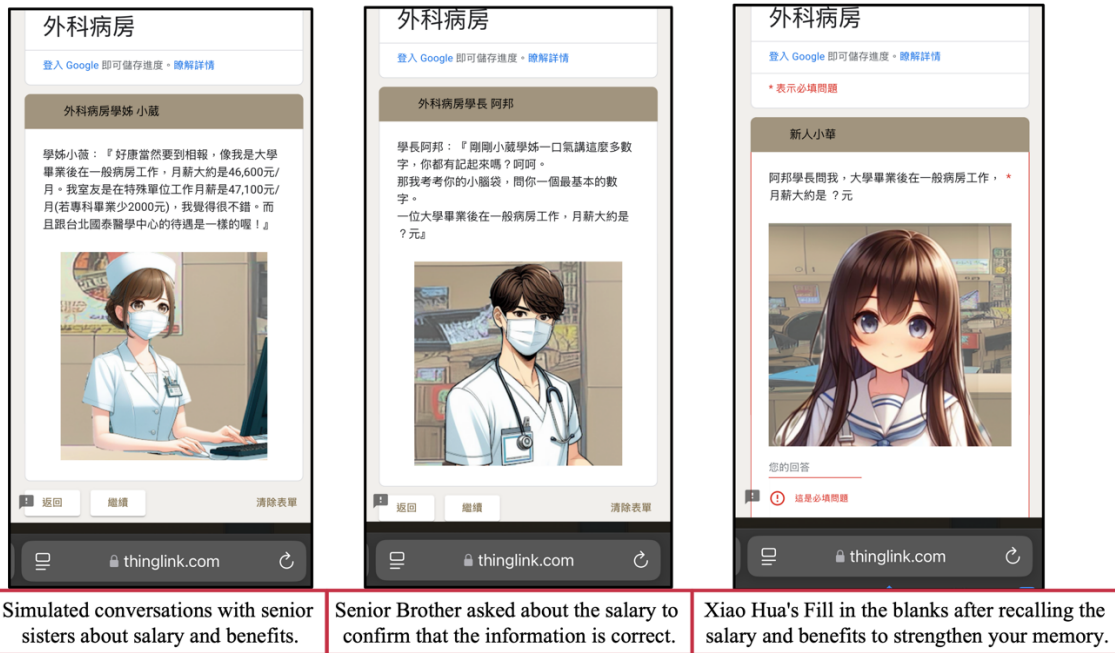 外科病房
登入 Google 即可儲存進度。瞭解詳情
外科病房學姊 小葳
學姊小薇：『 好康當然要到相報，像我是大學
畢業後在一般病房工作，月薪大約是46,600元/
月。我室友是在特殊單位工作月薪是47,100元/
月(若專科畢業少2000元)，我覺得很不錯。而
且跟台北國泰醫學中心的待遇是一樣的喔！』
返回
繼續
清除表單
thinglink.com
Simulated conversations with senior
sisters about salary and benefits.
外科病房
登入 Google 即可儲存進度。瞭解詳情
外科病房學長 阿邦
學長阿邦：『 剛剛小葳學姊一口氣講這麼多數
字，你都有記起來嗎？呵呵。
那我考考你的小腦袋，問你一個最基本的數
字。
一位大學畢業後在一般病房工作，月薪大約是
？元』
返回
繼續
清除表單
thinglink.com
Senior Brother asked about the salary to
confirm that the information is correct.
外科病房
登入 Google 即可儲存進度。瞭解詳情
* 表示必填問題
新人小華
阿邦學長問我，大學畢業後在一般病房工作， *
月薪大約是 ？元
您的回答
這是必填問題
thinglink.com
Xiao Hua's Fill in the blanks after recalling the
salary and benefits to strengthen your memory.